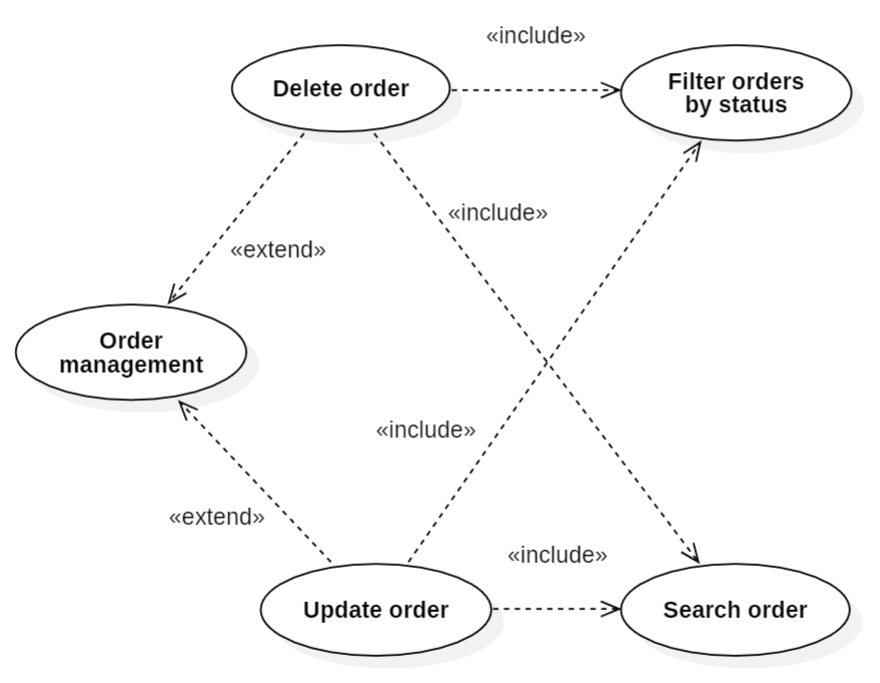 «include»
Delete order
Filter orders
by status
«include»
«extend»
Order
management
«include»
«extend»
«include»
Update order
Search order